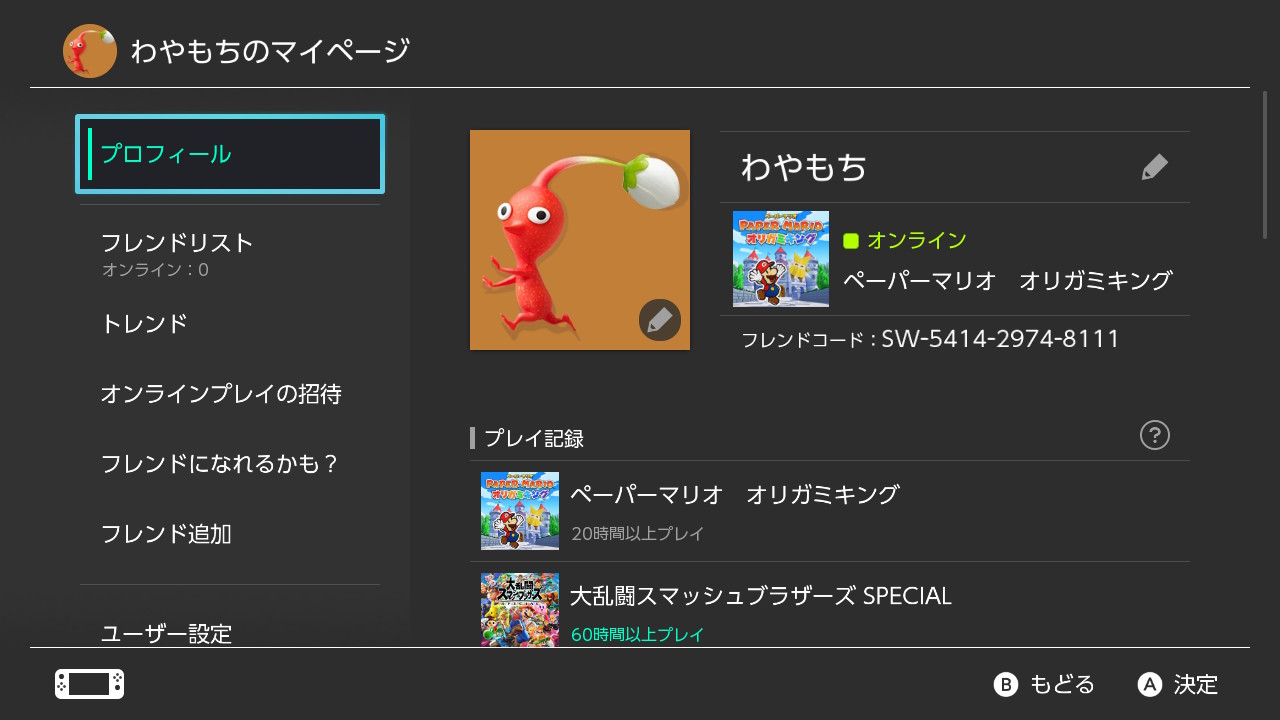 わやもちのマイページ
プロフィール
フレンドリスト
オンライン：0
トレンド
オンラインプレイの招待
フレンドになれるかも？
フレンド追加
ユーザー設定
わやもち
ペーパーマリオ
PAPER MARIO
オリガミキング
オンライン
ペーパーマリオ　オリガミキング
フレンドコード：SW-5414-2974-8111
プレイ記録
?
PAPER MARIO
オリガミキング
ペーパーマリオ　オリガミキング
20時間以上プレイ
大乱闘
スマッシュブラザーズ
SPECIAL
大乱闘スマッシュブラザーズ SPECIAL
60時間以上プレイ
B もどる
A 決定